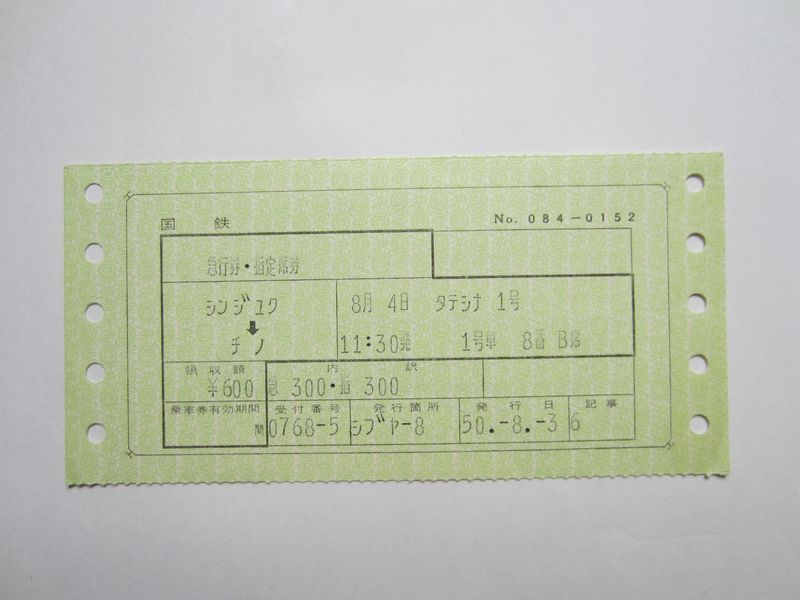 国鉄 No. 084-0152
急行券・指定席券
シンジユク 8月 4日 タテシナ 1号
⬇
チノ 11:30発 1号車 8番 B席
領収額 内訳
¥600 急 300・指 300
乗車券有効期間 受付番号 発行箇所 発行日 記事
間 0768-5 シブヤ-8 50.-8.-3 6